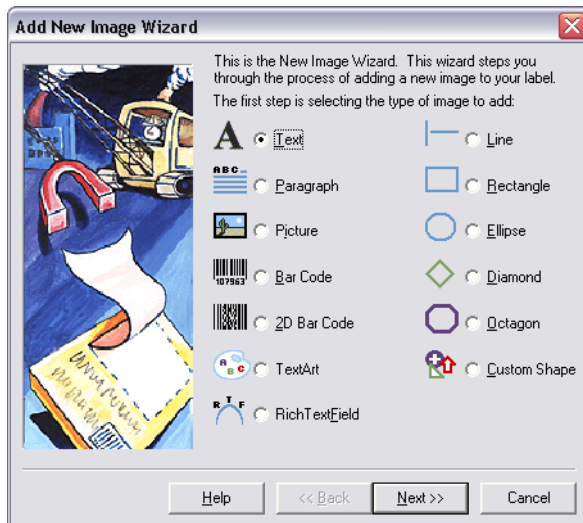 Add New Image Wizard
This is the New Image Wizard. This wizard steps you
through the process of adding a new image to your label.
The first step is selecting the type of image to add:
A Text
Line
ABC Paragraph
Rectangle
Picture
Ellipse
107963 Bar Code
Diamond
2D Bar Code
Octagon
A B C TextArt
Custom Shape
R T F RichTextField
Help
<< Back
Next >>
Cancel